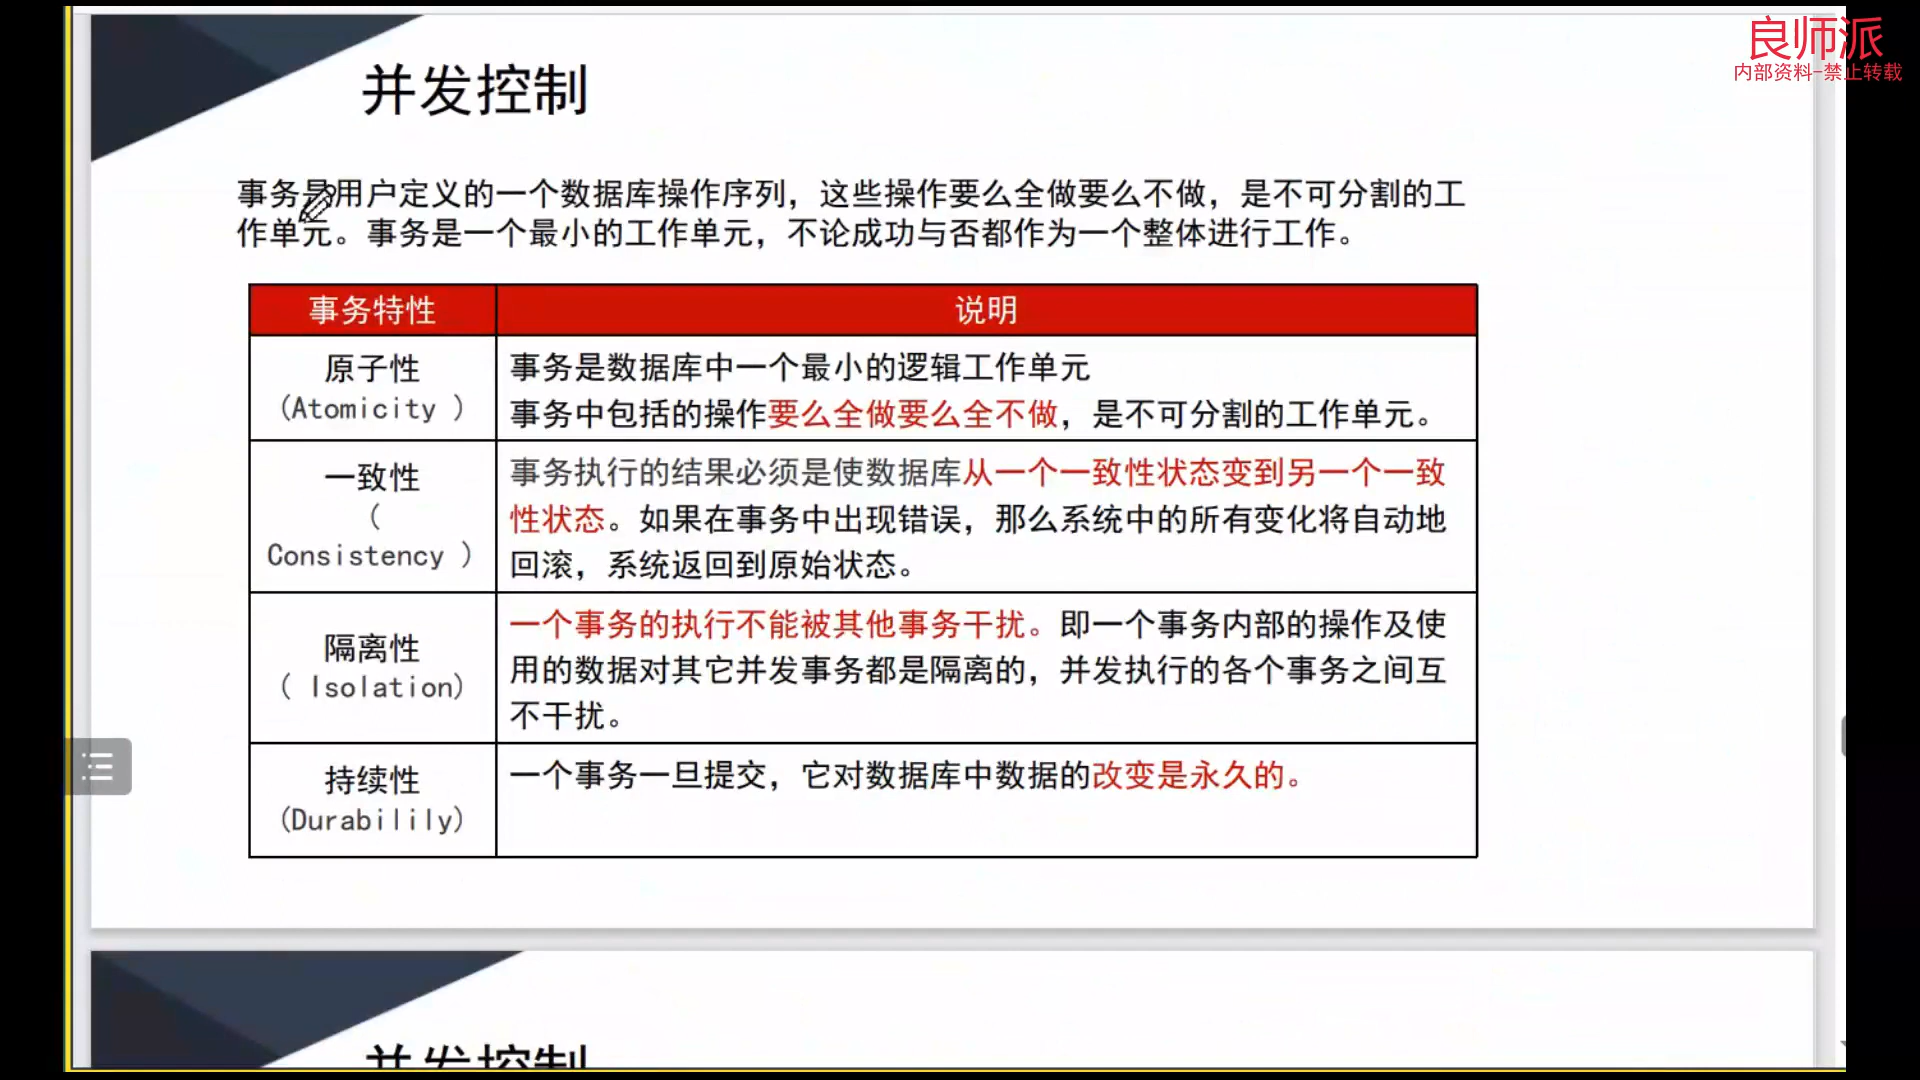 良师派
内部资料-禁止转载
并发控制
事务是用户定义的一个数据库操作序列，这些操作要么全做要么不做，是不可分割的工
作单元。事务是一个最小的工作单元，不论成功与否都作为一个整体进行工作。
事务特性 说明
原子性
(Atomicity )
事务是数据库中一个最小的逻辑工作单元
事务中包括的操作要么全做要么全不做，是不可分割的工作单元。
一致性
(
Consistency )
事务执行的结果必须是使数据库从一个一致性状态变到另一个一致
性状态。如果在事务中出现错误，那么系统中的所有变化将自动地
回滚，系统返回到原始状态。
隔离性
( Isolation)
一个事务的执行不能被其他事务干扰。即一个事务内部的操作及使
用的数据对其它并发事务都是隔离的，并发执行的各个事务之间互
不干扰。
持续性
(Durabilily)
一个事务一旦提交，它对数据库中数据的改变是永久的。
并发控制